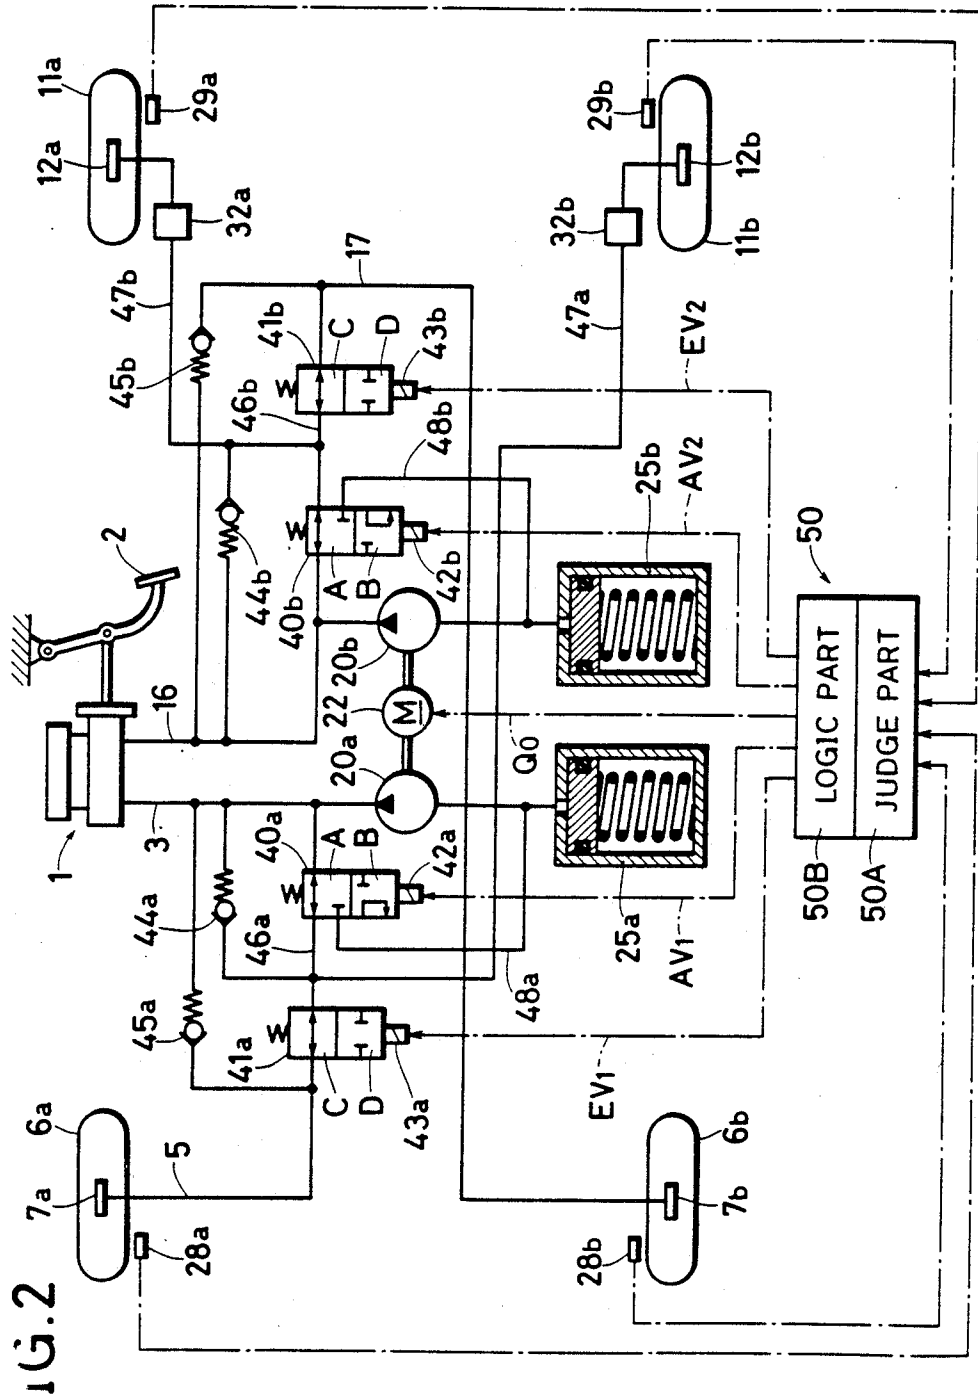 FIG.2
6a
7a
5
28a
45a
44a
41a
C
D
43a
46a
48a
40a
A
B
42a
1
3
16
2
20a
22
M
20b
44b
40b
A
B
42b
48b
46b
41b
C
D
43b
45b
47b
17
32a
12a
11a
29a
47a
32b
29b
12b
11b
EV2
AV2
25b
25a
Q0
AV1
EV1
50
50B
LOGIC PART
50A
JUDGE PART
28b
7b
6b